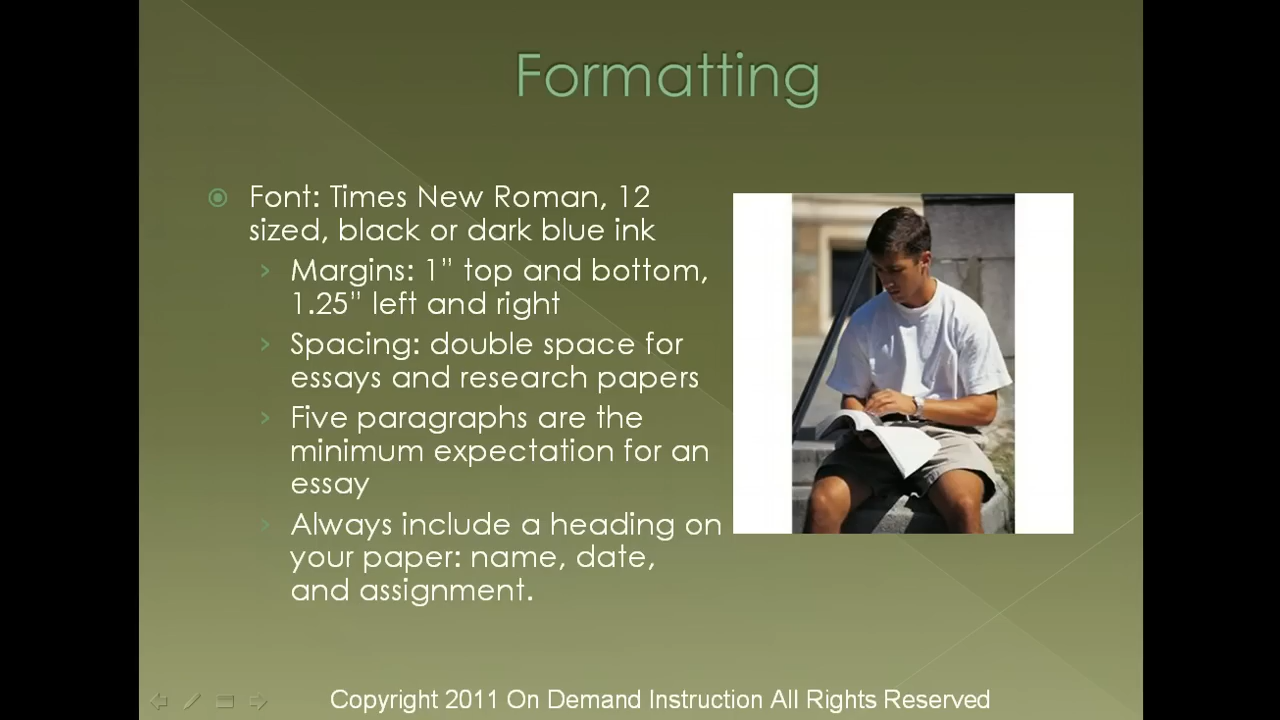 Formatting
Font: Times New Roman, 12
sized, black or dark blue ink
Margins: 1” top and bottom,
1.25” left and right
Spacing: double space for
essays and research papers
Five paragraphs are the
minimum expectation for an
essay
Always include a heading on
your paper: name, date,
and assignment.
Copyright 2011 On Demand Instruction All Rights Reserved